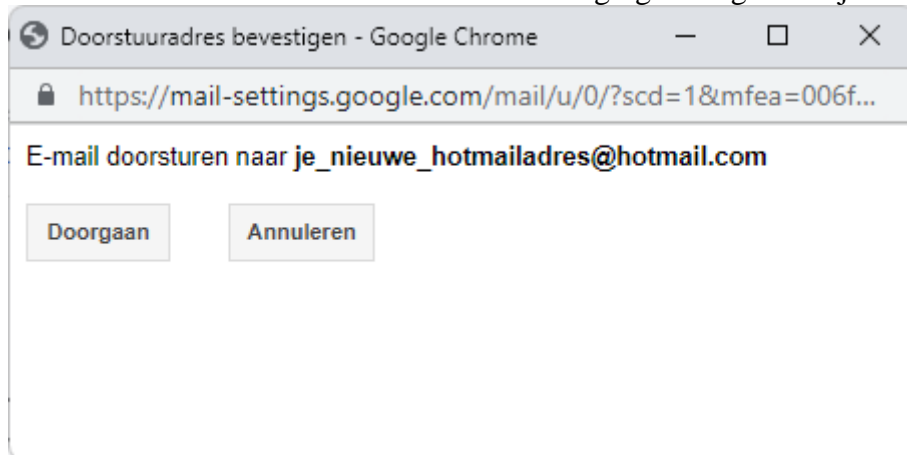 Doorstuuradres bevestigen - Google Chrome
https://mail-settings.google.com/mail/u/0/?scd=1&mfea=006f...
E-mail doorsturen naar je_nieuwe_hotmailadres@hotmail.com
Doorgaan
Annuleren